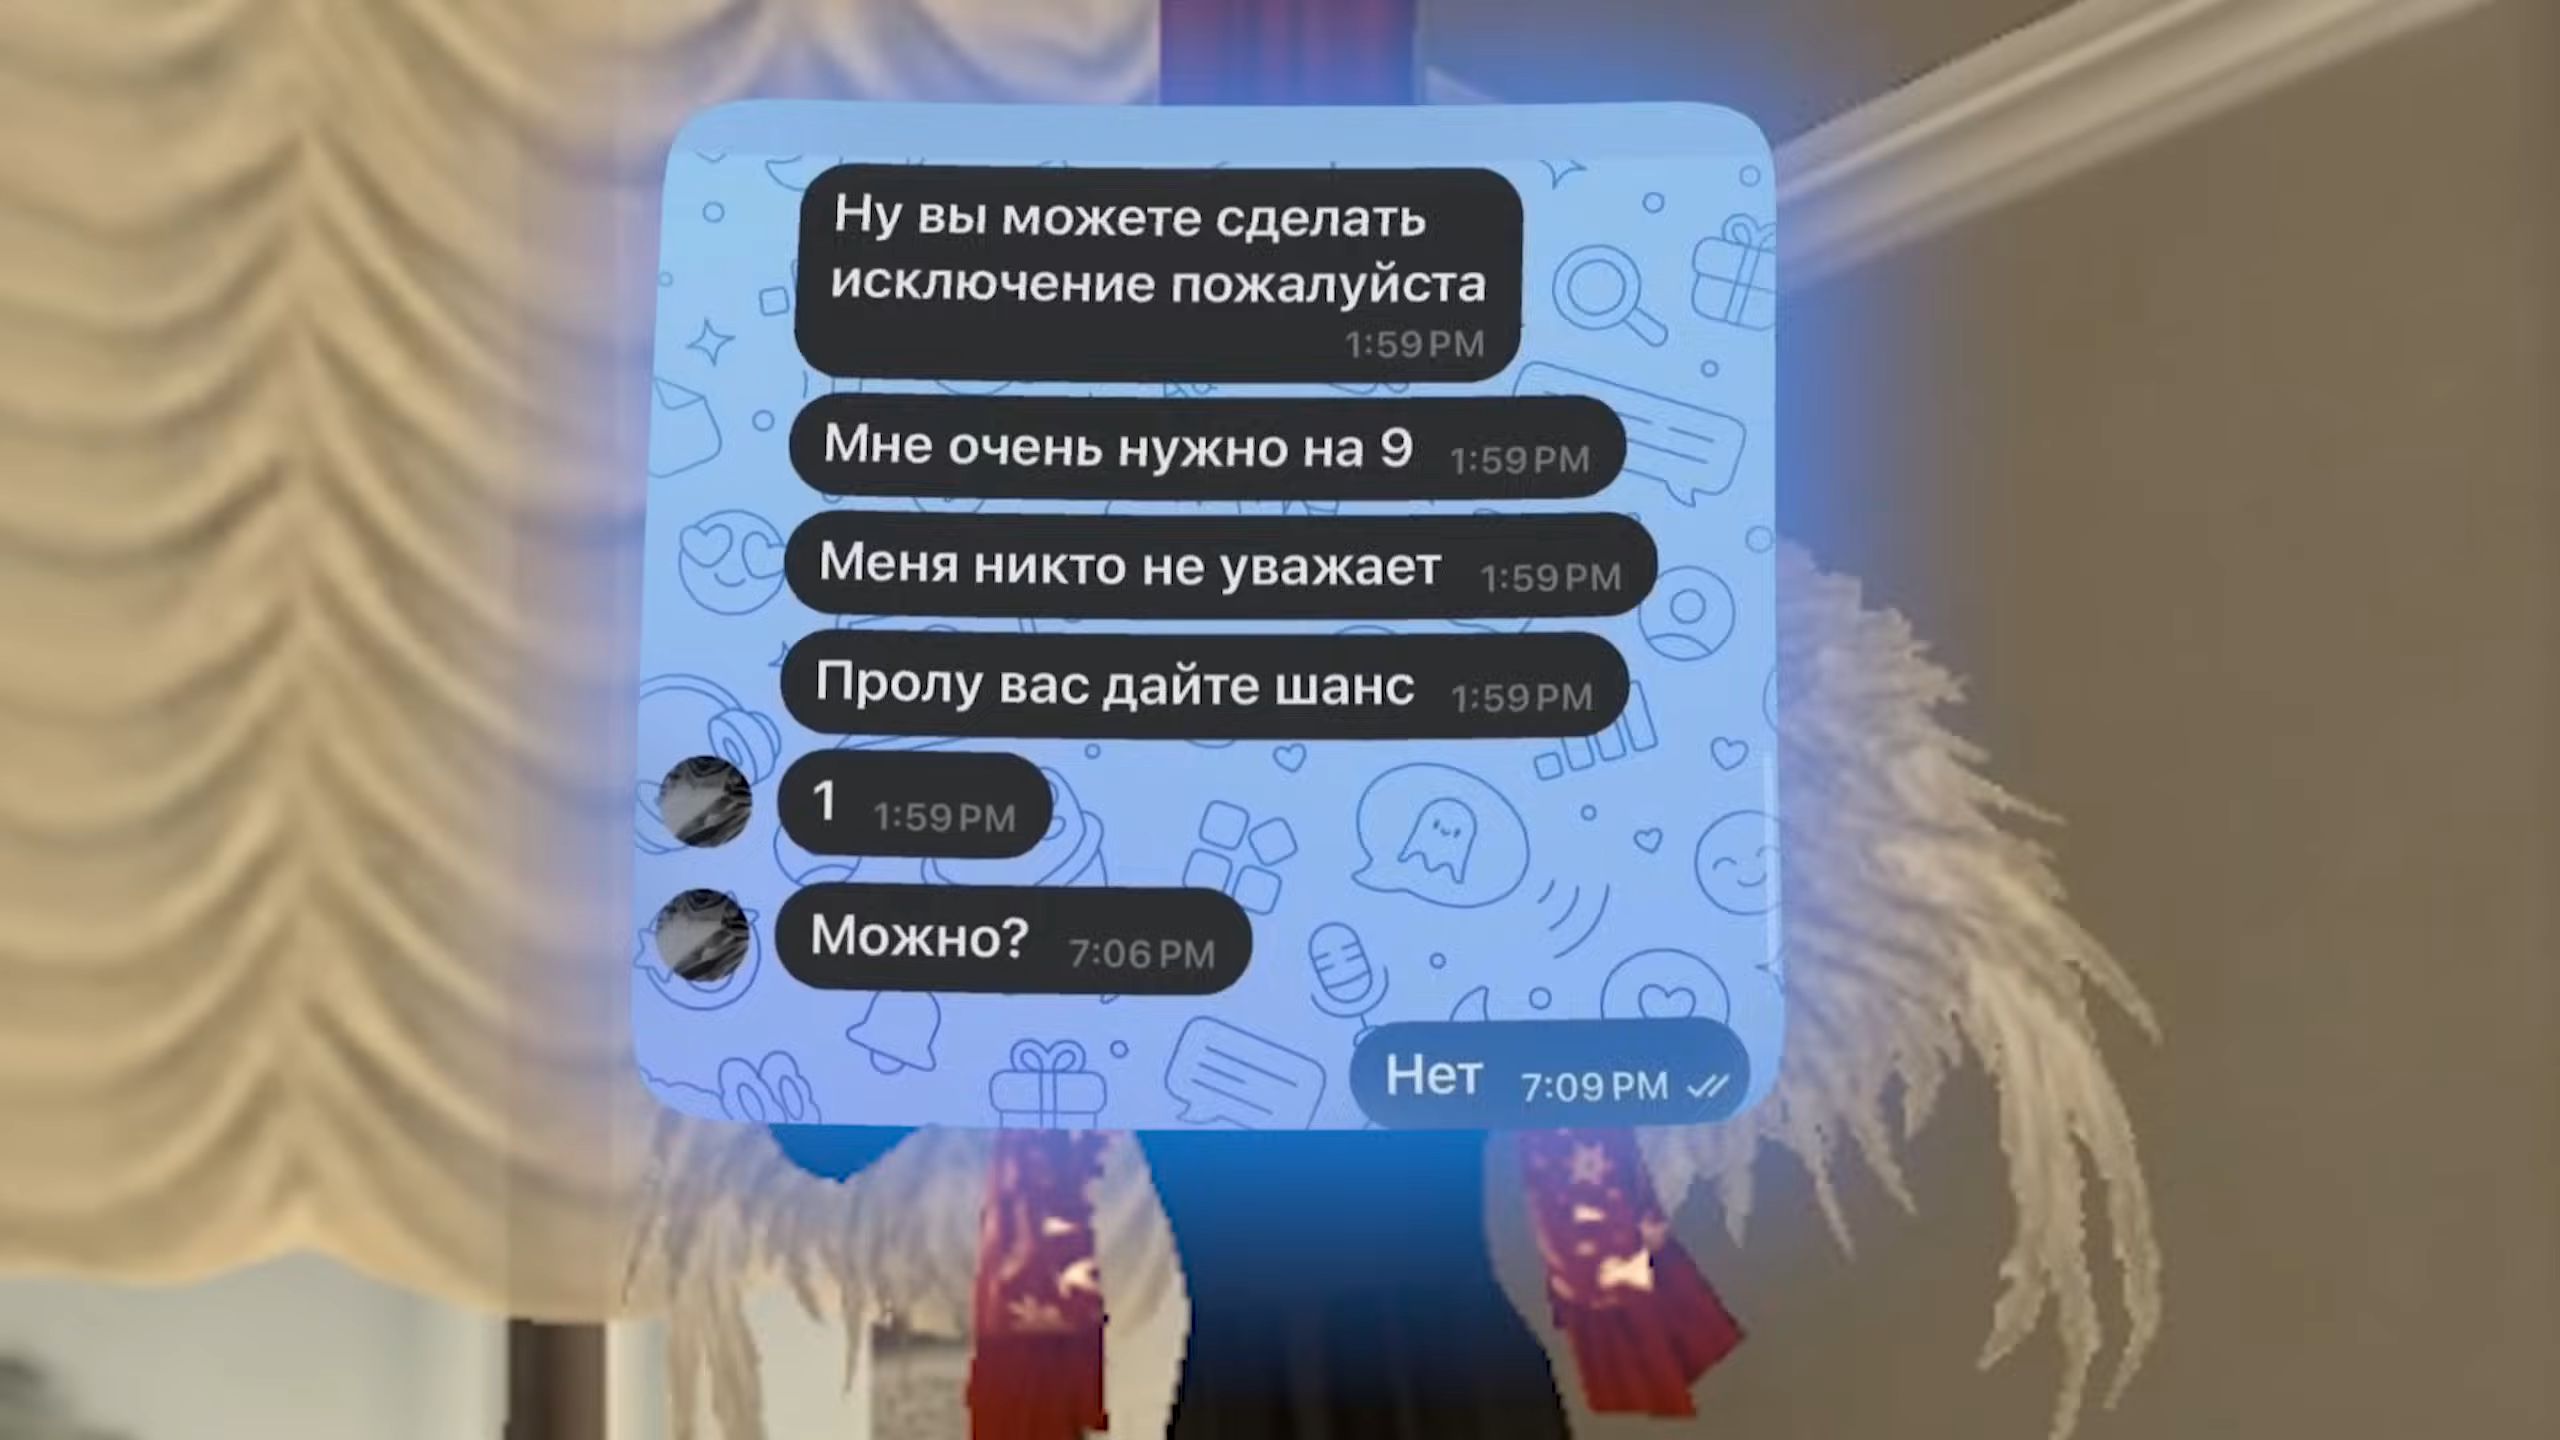 Ну вы можете сделать
исключение пожалуйста
1:59 PM
Мне очень нужно на 9 1:59 PM
Меня никто не уважает 1:59 PM
Пролу вас дайте шанс 1:59 PM
1 1:59 PM
Можно? 7:06 PM
Нет 7:09 PM